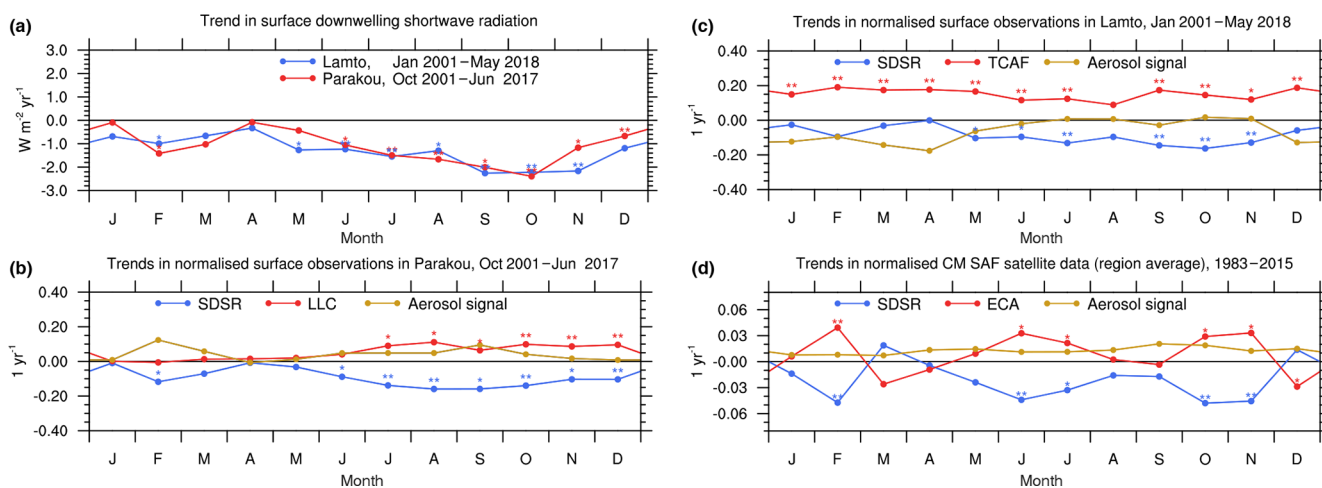 (a)
Trend in surface downwelling shortwave radiation
W m-2 yr-1
3.0
2.0
1.0
0.0
-1.0
-2.0
-3.0
Lamto, Jan 2001−May 2018
Parakou, Oct 2001−Jun 2017
* * * * * * ** * * * * ** ** * ** * **
J F M A M J J A S O N D
Month
(b)
Trends in normalised surface observations in Parakou, Oct 2001−Jun 2017
1 yr-1
0.40
0.20
0.00
-0.20
-0.40
SDSR LLC Aerosol signal
* * * ** ** **
* * ** ** * ** * **
J F M A M J J A S O N D
Month
(c)
Trends in normalised surface observations in Lamto, Jan 2001−May 2018
1 yr-1
0.40
0.20
0.00
-0.20
-0.40
SDSR TCAF Aerosol signal
** ** ** ** ** ** ** ** ** * **
* * ** ** ** **
J F M A M J J A S O N D
Month
(d)
Trends in normalised CM SAF satellite data (region average), 1983−2015
1 yr-1
0.06
0.03
-0.00
-0.03
-0.06
SDSR ECA Aerosol signal
** * * * * *
** ** * ** **
J F M A M J J A S O N D
Month